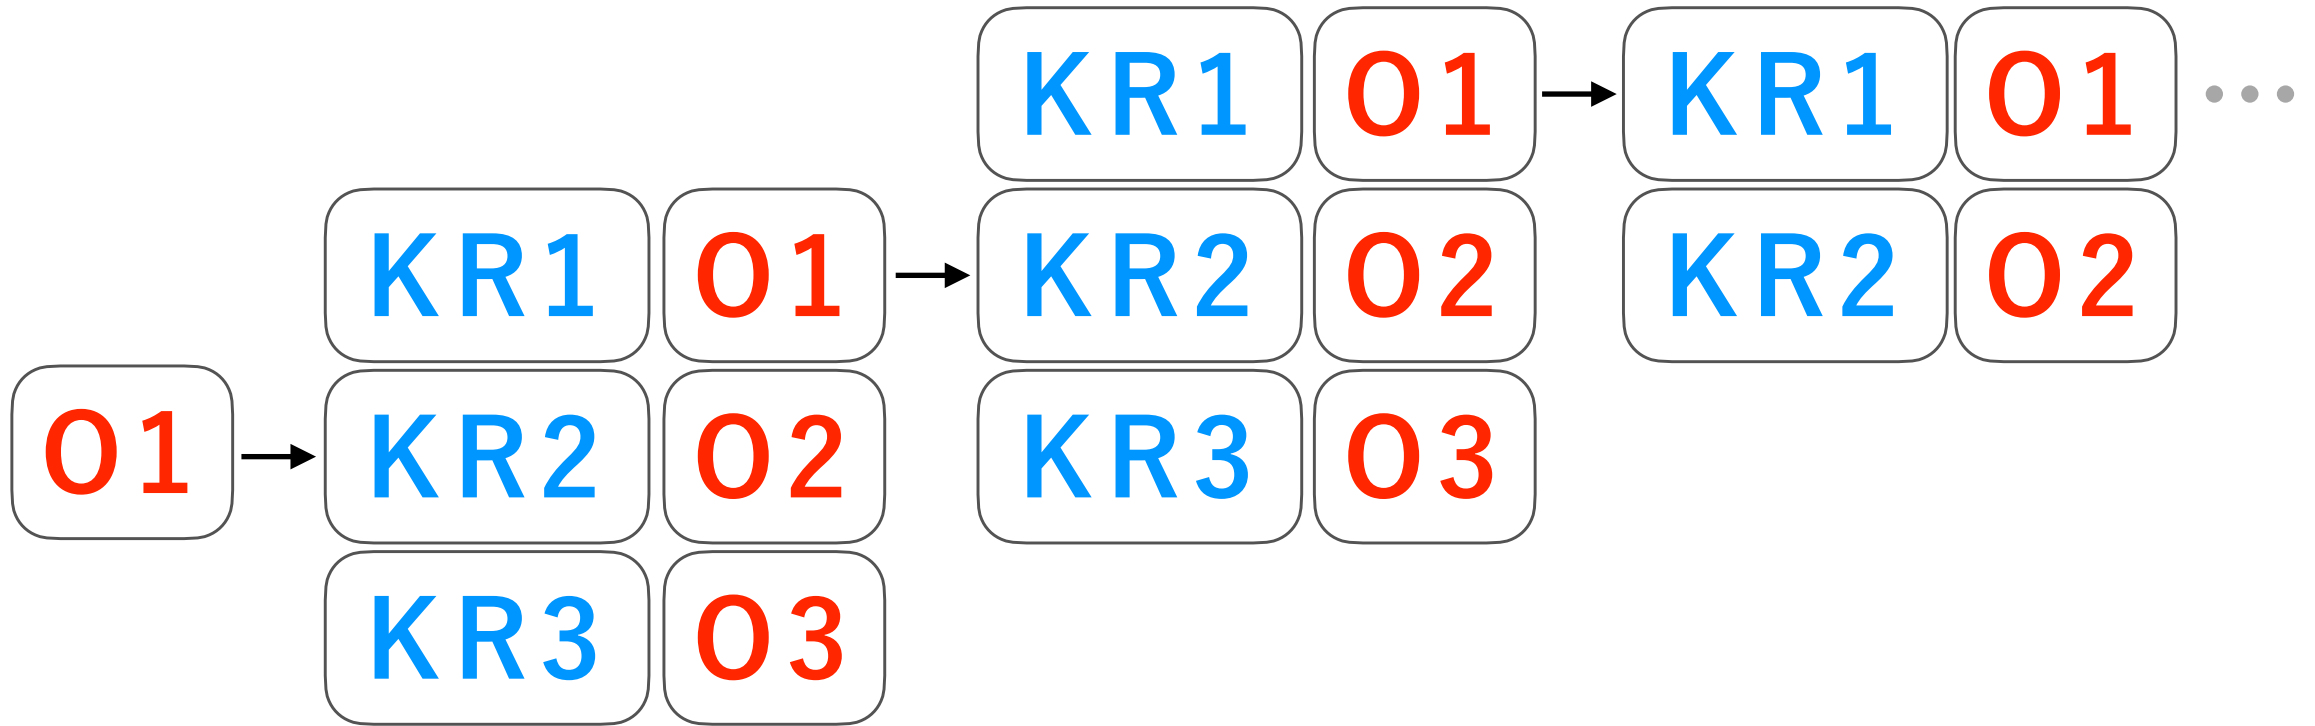 KR1 O1 KR1 O1 ...
KR1 O1 KR2 O2 KR2 O2
O1 KR2 O2 KR3 O3
KR3 O3